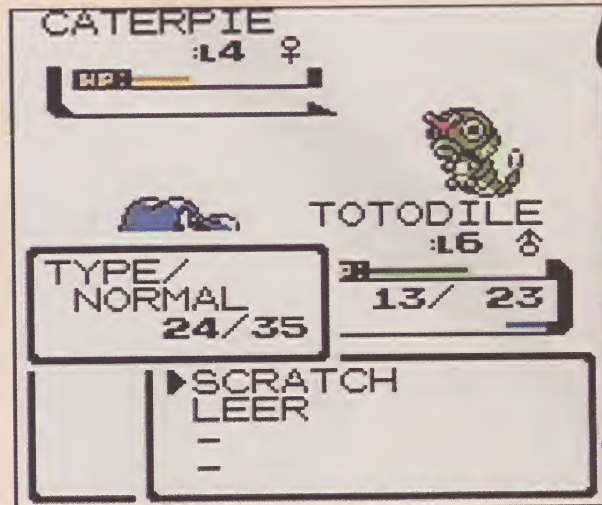 CATERPIE
:L4 ♀
HP:
TOTODILE
:L6 ♂
13/ 23
TYPE/
NORMAL
24/35
▶SCRATCH
LEER
–
–